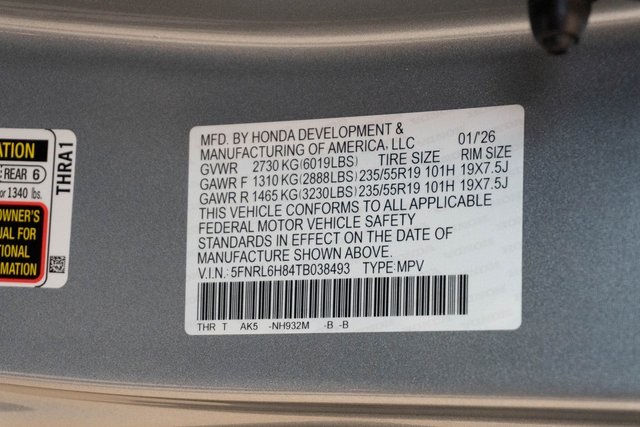 ATION
REAR 6
or 1340 lbs.
OWNER'S
UAL FOR
TIONAL
RMATION
THRA1
MFD. BY HONDA DEVELOPMENT &
MANUFACTURING OF AMERICA, LLC 01/'26
GVWR 2730 KG (6019LBS) TIRE SIZE RIM SIZE
GAWR F 1310 KG (2888LBS) 235/55R19 101H 19X7.5J
GAWR R 1465 KG (3230LBS) 235/55R19 101H 19X7.5J
THIS VEHICLE CONFORMS TO ALL APPLICABLE
FEDERAL MOTOR VEHICLE SAFETY
STANDARDS IN EFFECT ON THE DATE OF
MANUFACTURE SHOWN ABOVE.
V.I.N.: 5FNRL6H84TB038493 TYPE:MPV
THR T AK5 -NH932M -B -B